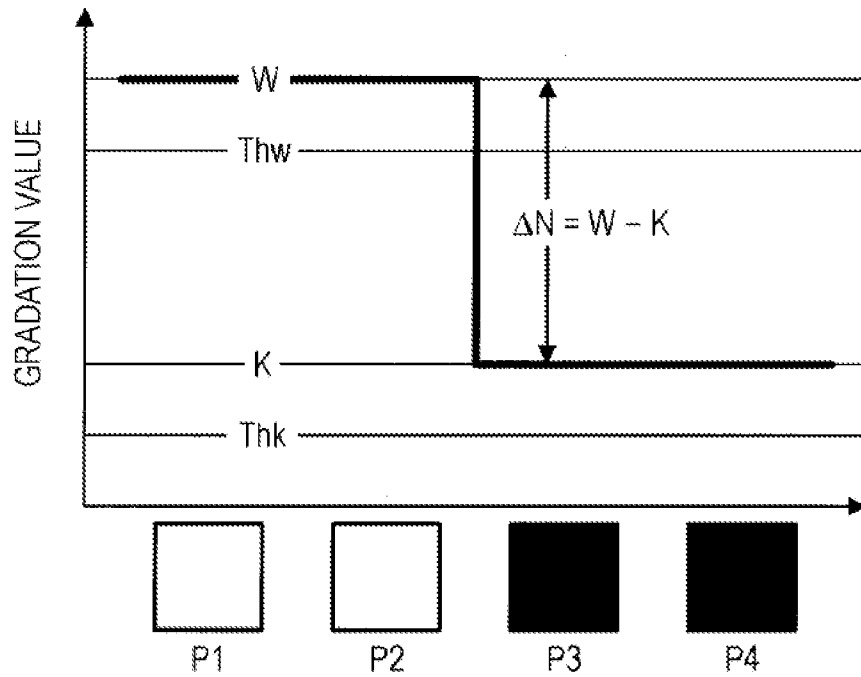 GRADATION VALUE
W
Thw
ΔN = W – K
K
Thk
P1 P2 P3 P4